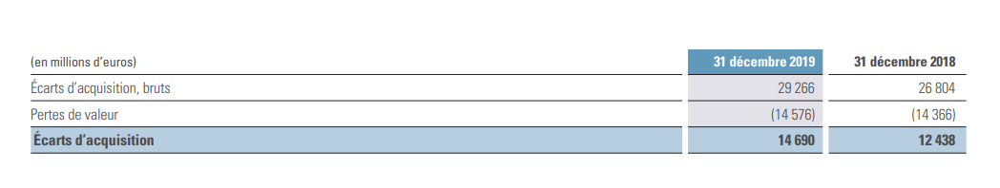 (en millions d’euros) 31 décembre 2019 31 décembre 2018
Écarts d’acquisition, bruts 29 266 26 804
Pertes de valeur (14 576) (14 366)
Écarts d’acquisition 14 690 12 438